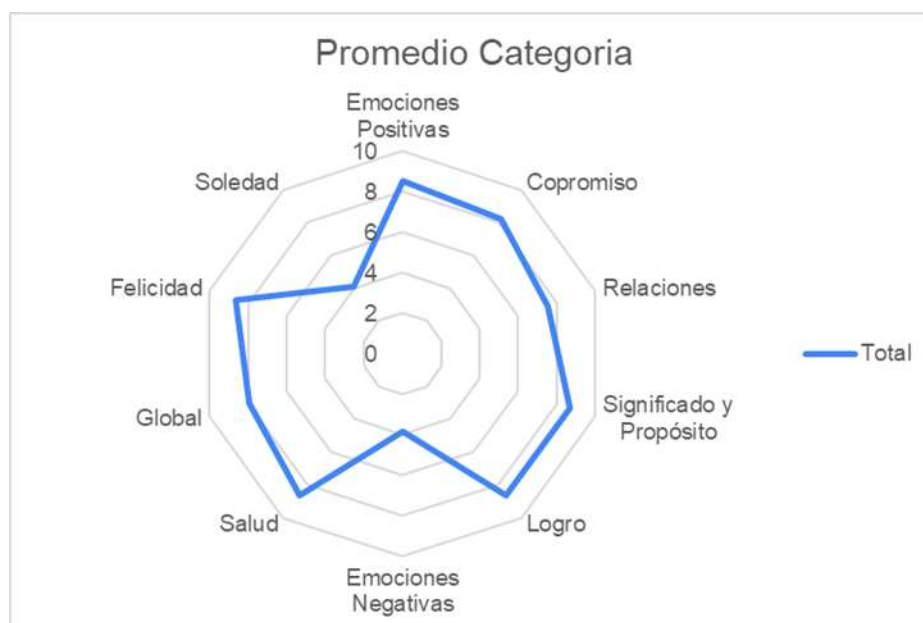 Promedio Categoria
Emociones
Positivas
10
8
6
4
2
0
Copromiso
Relaciones
Significado y
Propósito
Logro
Emociones
Negativas
Salud
Global
Felicidad
Soledad
Total